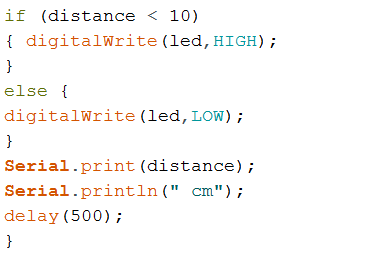 if (distance < 10)
{ digitalWrite(led,HIGH);
}
else {
digitalWrite(led,LOW);
}
Serial.print(distance);
Serial.println(" cm");
delay(500);
}